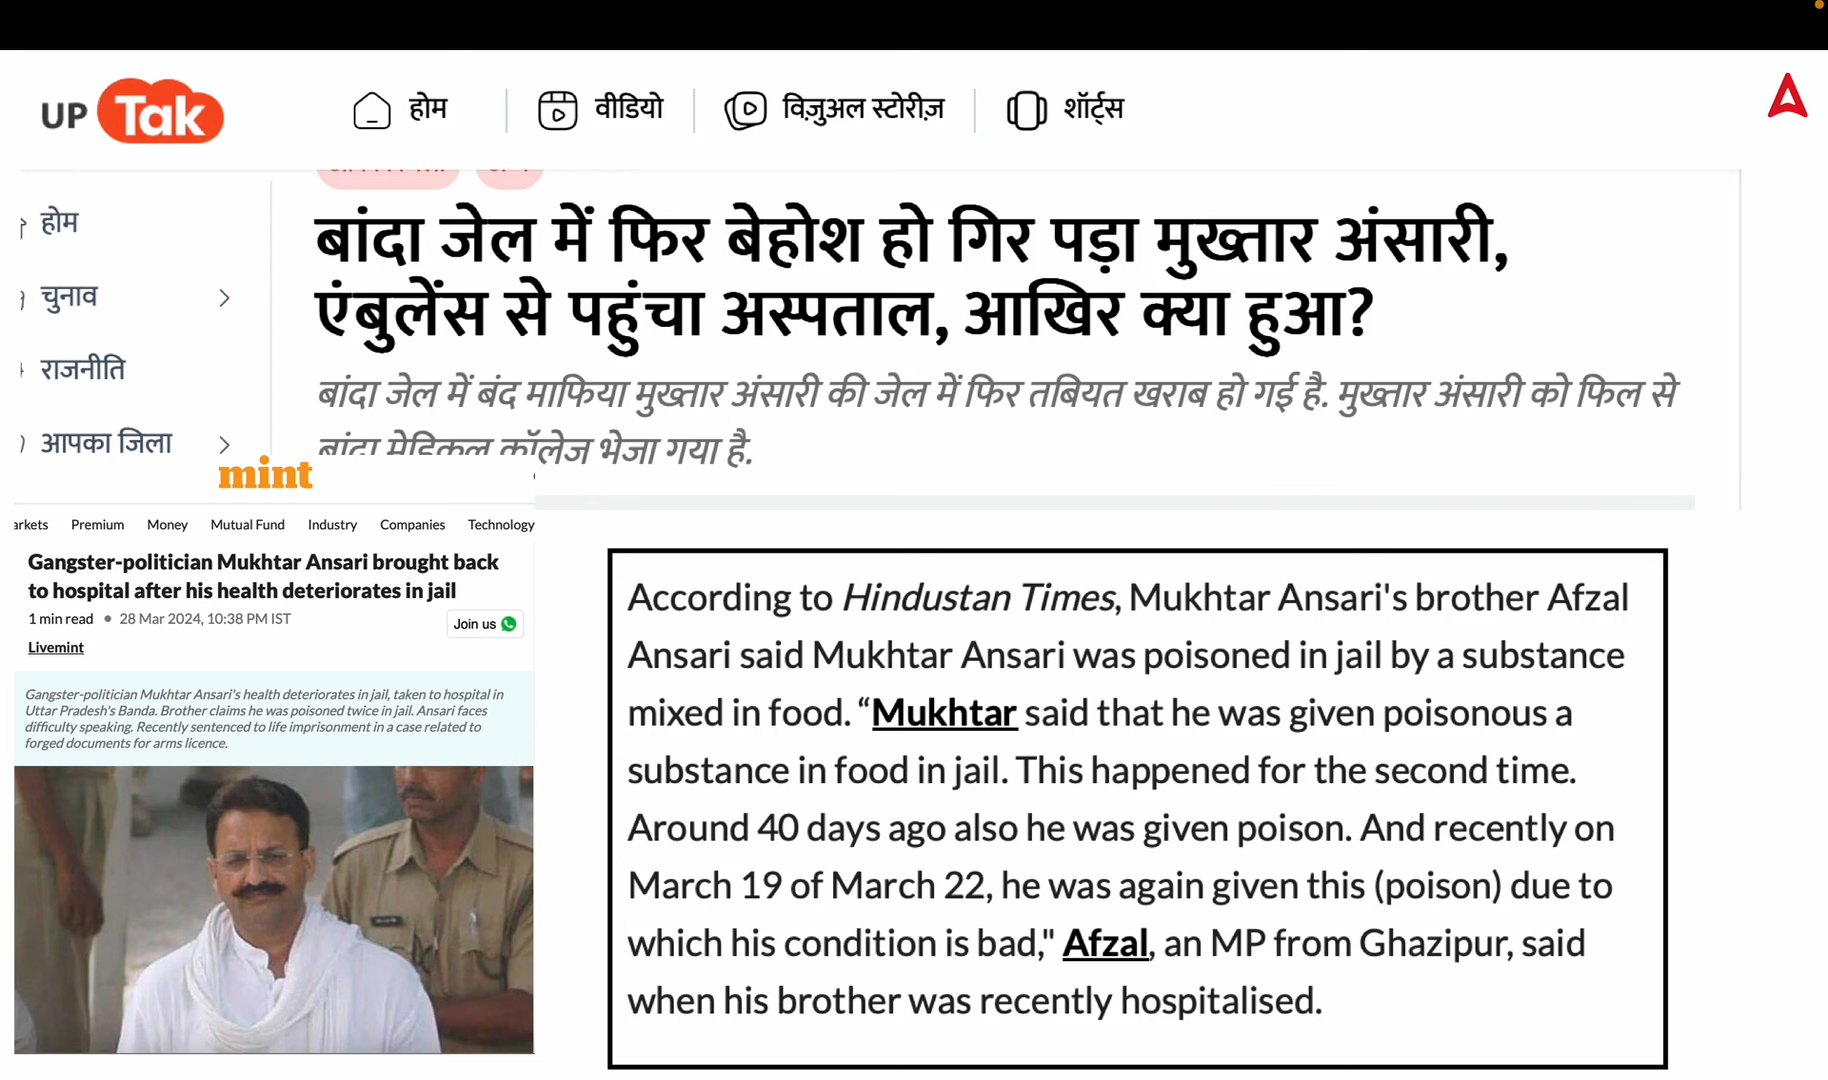 UP Tak
होम
वीडियो
विज़ुअल स्टोरीज़
शॉर्ट्स
होम
चुनाव
राजनीति
आपका जिला
बांदा जेल में फिर बेहोश हो गिर पड़ा मुख्तार अंसारी,
एंबुलेंस से पहुंचा अस्पताल, आखिर क्या हुआ?
बांदा जेल में बंद माफिया मुख्तार अंसारी की जेल में फिर तबियत खराब हो गई है. मुख्तार अंसारी को फिल से
बांदा मेडिकल कॉलेज भेजा गया है.
mint
arkets Premium Money Mutual Fund Industry Companies Technology
Gangster-politician Mukhtar Ansari brought back
to hospital after his health deteriorates in jail
1 min read • 28 Mar 2024, 10:38 PM IST
Join us
Livemint
Gangster-politician Mukhtar Ansari's health deteriorates in jail, taken to hospital in
Uttar Pradesh's Banda. Brother claims he was poisoned twice in jail. Ansari faces
difficulty speaking. Recently sentenced to life imprisonment in a case related to
forged documents for arms licence.
According to Hindustan Times, Mukhtar Ansari's brother Afzal
Ansari said Mukhtar Ansari was poisoned in jail by a substance
mixed in food. “Mukhtar said that he was given poisonous a
substance in food in jail. This happened for the second time.
Around 40 days ago also he was given poison. And recently on
March 19 of March 22, he was again given this (poison) due to
which his condition is bad," Afzal, an MP from Ghazipur, said
when his brother was recently hospitalised.